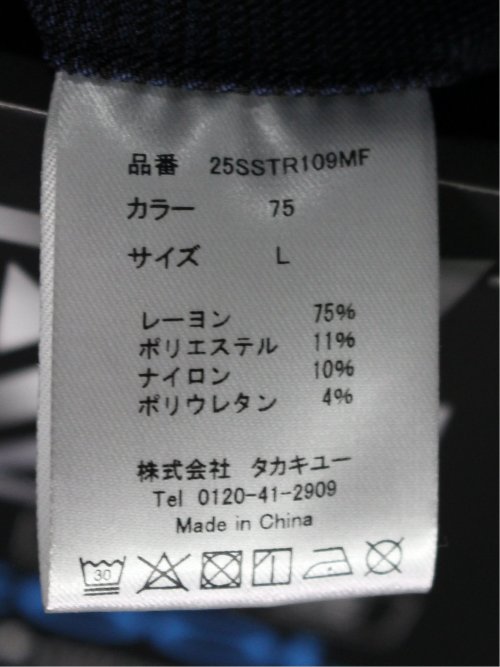 品番 25SSTR109MF
カラー 75
サイズ L
レーヨン 75%
ポリエステル 11%
ナイロン 10%
ポリウレタン 4%
株式会社 タカキユー
Tel 0120-41-2909
Made in China
30